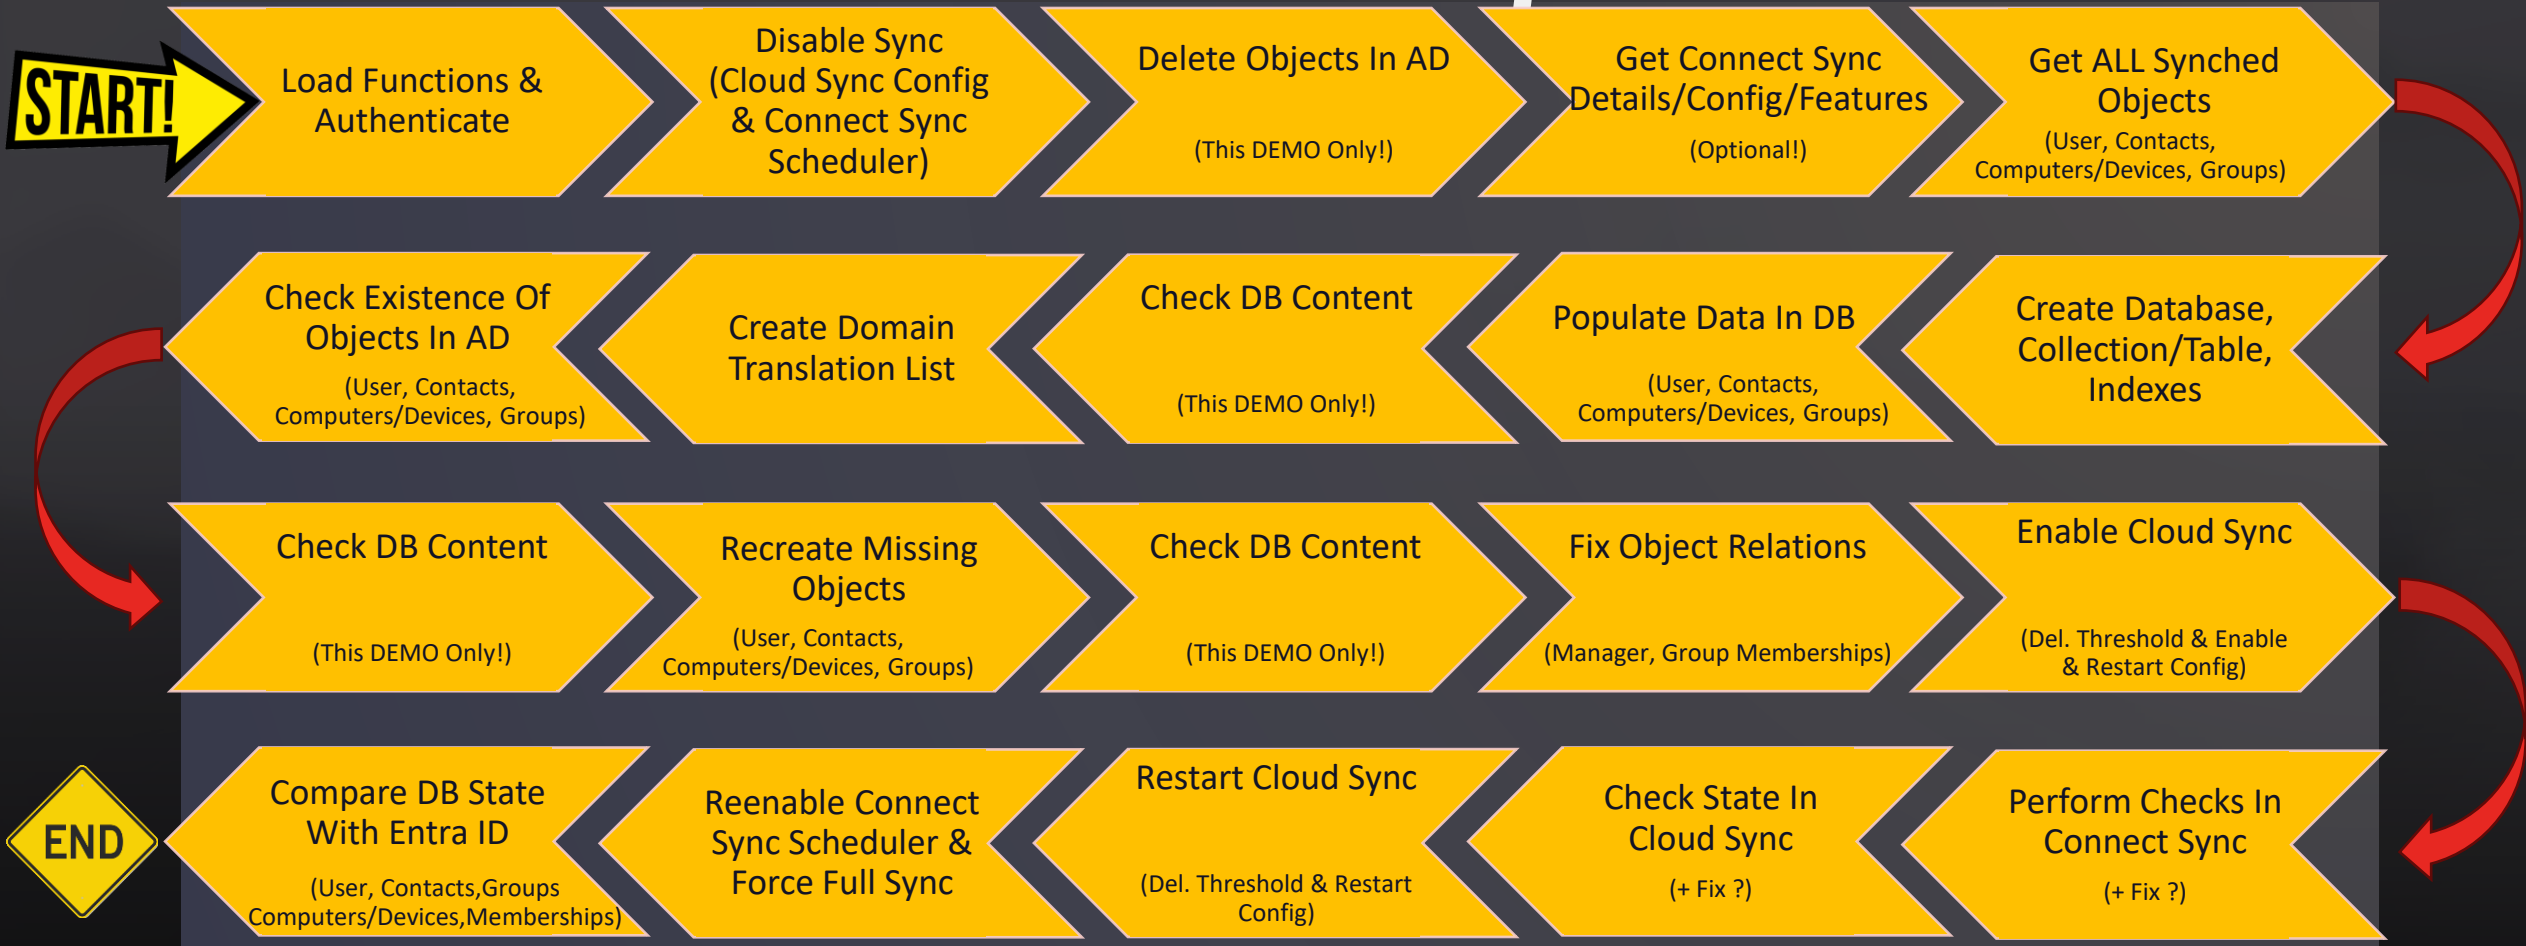 START!
Load Functions &
Authenticate
Disable Sync
(Cloud Sync Config
& Connect Sync
Scheduler)
Delete Objects In AD
(This DEMO Only!)
Get Connect Sync
Details/Config/Features
(Optional!)
Get ALL Synched
Objects
(User, Contacts,
Computers/Devices, Groups)
Create Database,
Collection/Table,
Indexes
Populate Data In DB
(User, Contacts,
Computers/Devices, Groups)
Check DB Content
(This DEMO Only!)
Create Domain
Translation List
Check Existence Of
Objects In AD
(User, Contacts,
Computers/Devices, Groups)
Check DB Content
(This DEMO Only!)
Recreate Missing
Objects
(User, Contacts,
Computers/Devices, Groups)
Check DB Content
(This DEMO Only!)
Fix Object Relations
(Manager, Group Memberships)
Enable Cloud Sync
(Del. Threshold & Enable
& Restart Config)
Perform Checks In
Connect Sync
(+ Fix ?)
Check State In
Cloud Sync
(+ Fix ?)
Restart Cloud Sync
(Del. Threshold & Restart
Config)
Reenable Connect
Sync Scheduler &
Force Full Sync
Compare DB State
With Entra ID
(User, Contacts,Groups
Computers/Devices,Memberships)
END